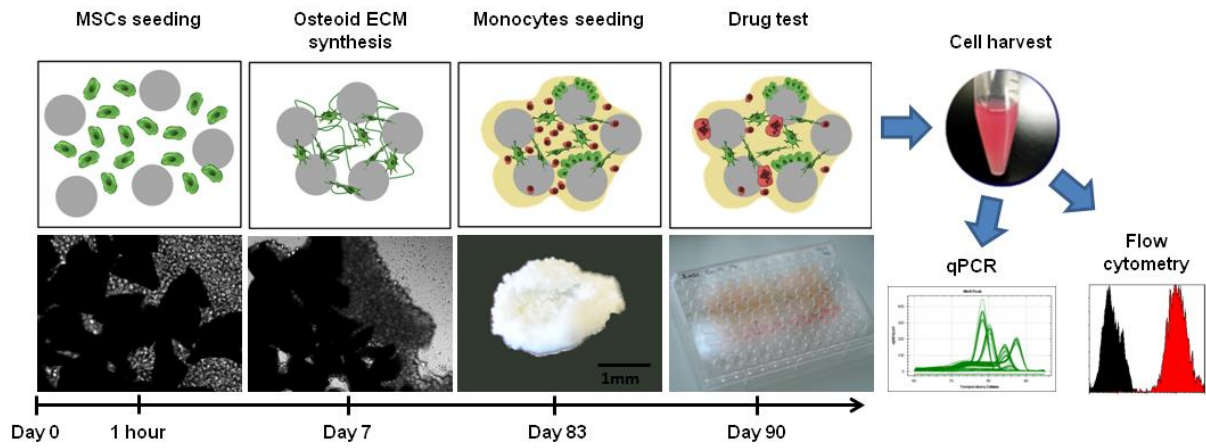 MSCs seeding
Osteoid ECM
synthesis
Monocytes seeding
Drug test
Cell harvest
qPCR
Flow
cytometry
1mm
Day 0
1 hour
Day 7
Day 83
Day 90